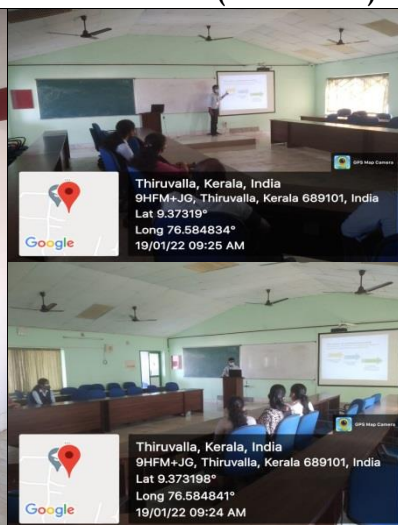 GPS Map Camera
Thiruvalla, Kerala, India
9HFM+JG, Thiruvalla, Kerala 689101, India
Lat 9.37319°
Long 76.584834°
19/01/22 09:25 AM
Google
GPS Map Camera
Thiruvalla, Kerala, India
9HFM+JG, Thiruvalla, Kerala 689101, India
Lat 9.373198°
Long 76.584841°
19/01/22 09:24 AM
Google